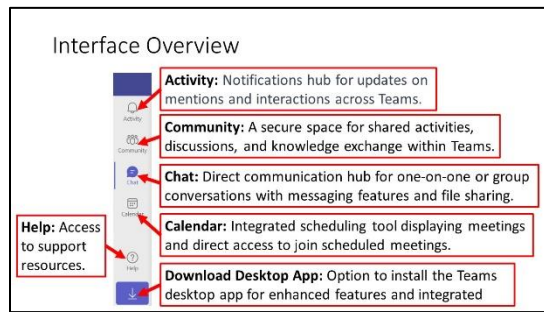 Interface Overview
Activity: Notifications hub for updates on
mentions and interactions across Teams.
Activity
Community: A secure space for shared activities,
discussions, and knowledge exchange within Teams.
Community
Chat: Direct communication hub for one-on-one or group
conversations with messaging features and file sharing.
Chat
Calendar: Integrated scheduling tool displaying meetings
and direct access to join scheduled meetings.
Calendar
Help: Access
to support
resources.
Help
Download Desktop App: Option to install the Teams
desktop app for enhanced features and integrated